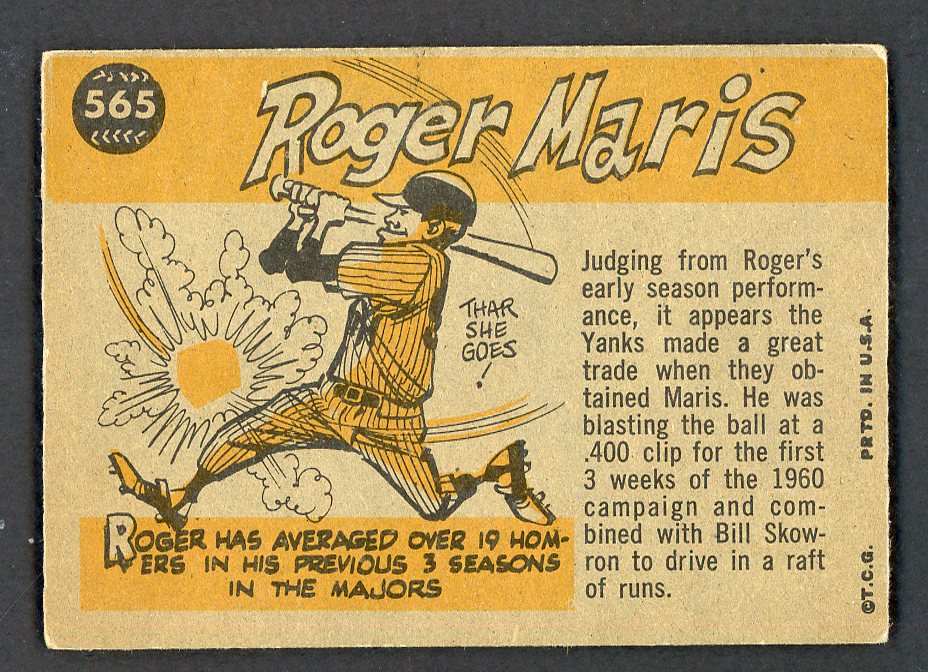 565
Roger Maris
THAR
SHE
GOES
!
Judging from Roger's
early season perform-
ance, it appears the
Yanks made a great
trade when they ob-
tained Maris. He was
blasting the ball at a
.400 clip for the first
3 weeks of the 1960
campaign and com-
bined with Bill Skow-
ron to drive in a raft
of runs.
ROGER HAS AVERAGED OVER 19 HOM-
ERS IN HIS PREVIOUS 3 SEASONS
IN THE MAJORS
©T.C.G. PRTD. IN U.S.A.